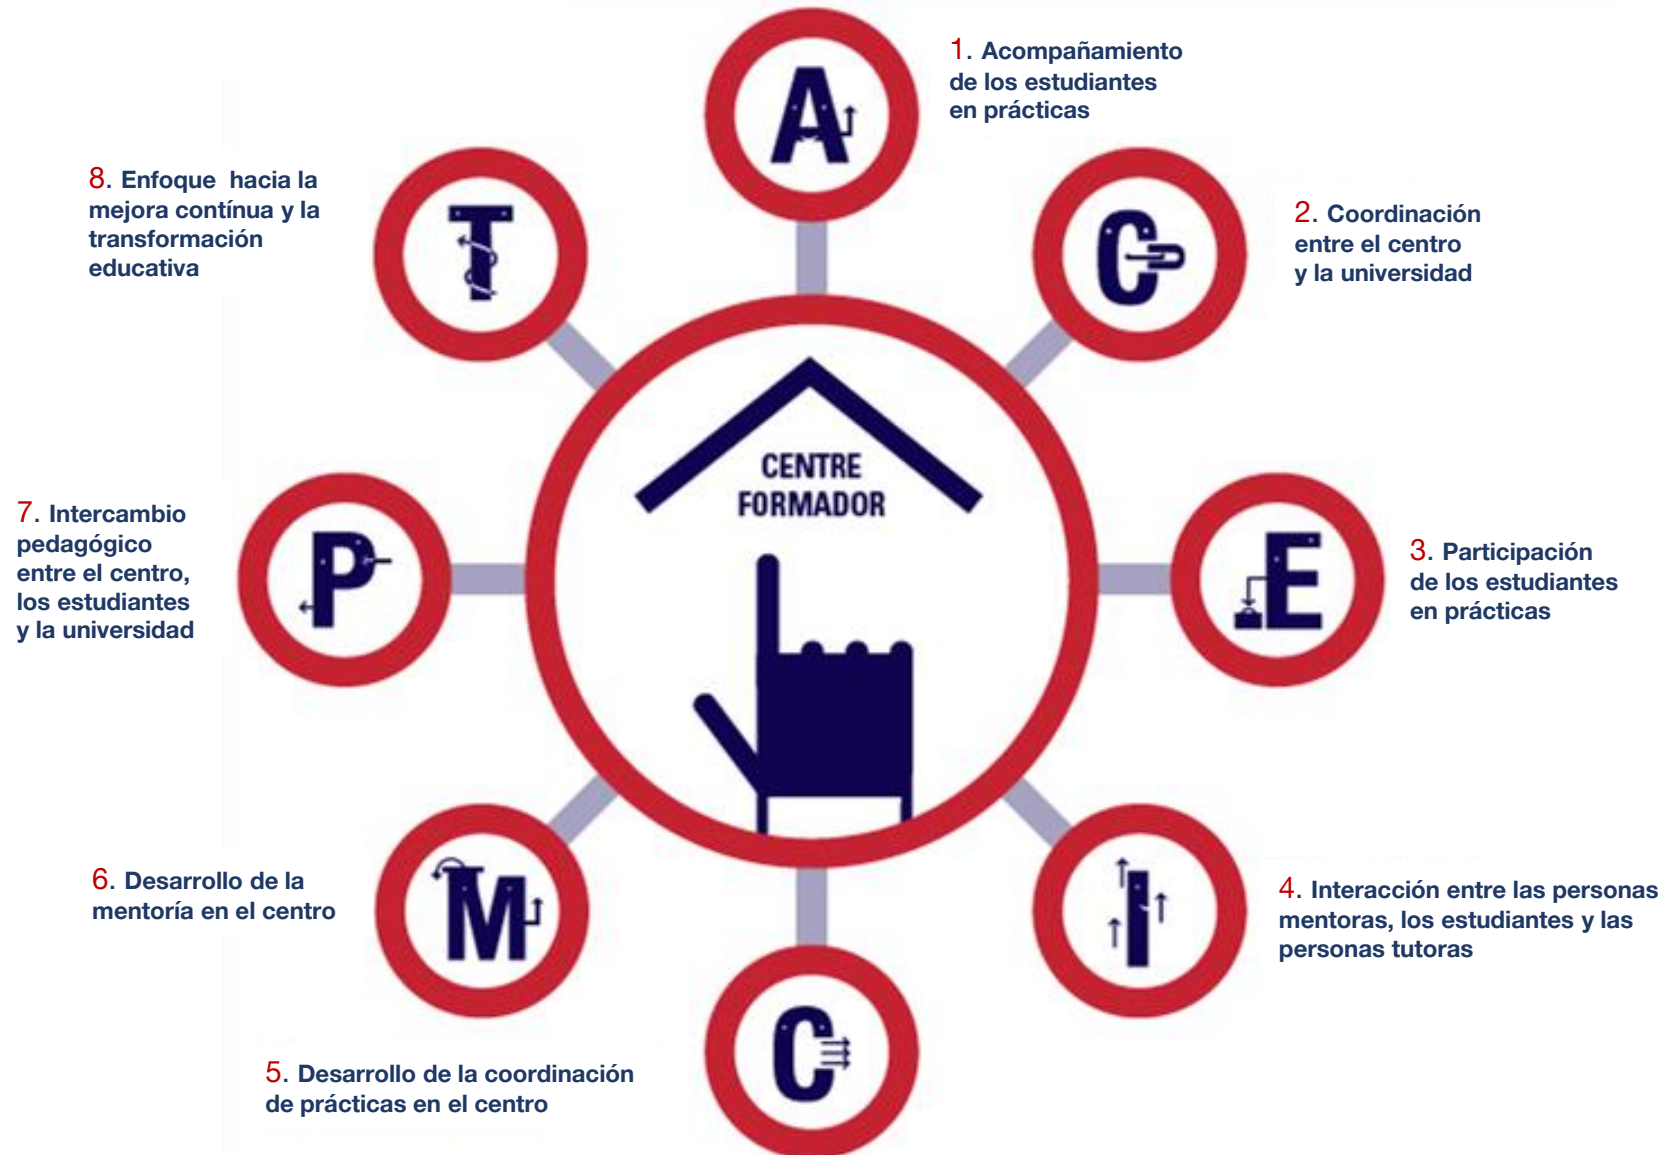 A
1. Acompañamiento
de los estudiantes
en prácticas
C
2. Coordinación
entre el centro
y la universidad
E
3. Participación
de los estudiantes
en prácticas
I
4. Interacción entre las personas
mentoras, los estudiantes y las
personas tutoras
C
5. Desarrollo de la coordinación
de prácticas en el centro
M
6. Desarrollo de la
mentoría en el centro
P
7. Intercambio
pedagógico
entre el centro,
los estudiantes
y la universidad
T
8. Enfoque hacia la
mejora contínua y la
transformación
educativa
CENTRE
FORMADOR